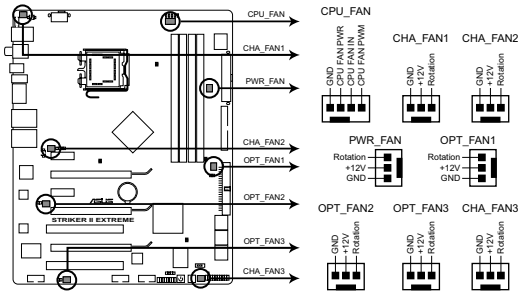 CPU_FAN
CHA_FAN1
PWR_FAN
CHA_FAN2
OPT_FAN1
OPT_FAN2
OPT_FAN3
CHA_FAN3
STRIKER II EXTREME
CPU_FAN
GND
CPU FAN PWR
CPU FAN IN
CPU FAN PWM
CHA_FAN1
GND
+12V
Rotation
CHA_FAN2
GND
+12V
Rotation
PWR_FAN
Rotation
+12V
GND
OPT_FAN1
Rotation
+12V
GND
OPT_FAN2
GND
+12V
Rotation
OPT_FAN3
GND
+12V
Rotation
CHA_FAN3
GND
+12V
Rotation